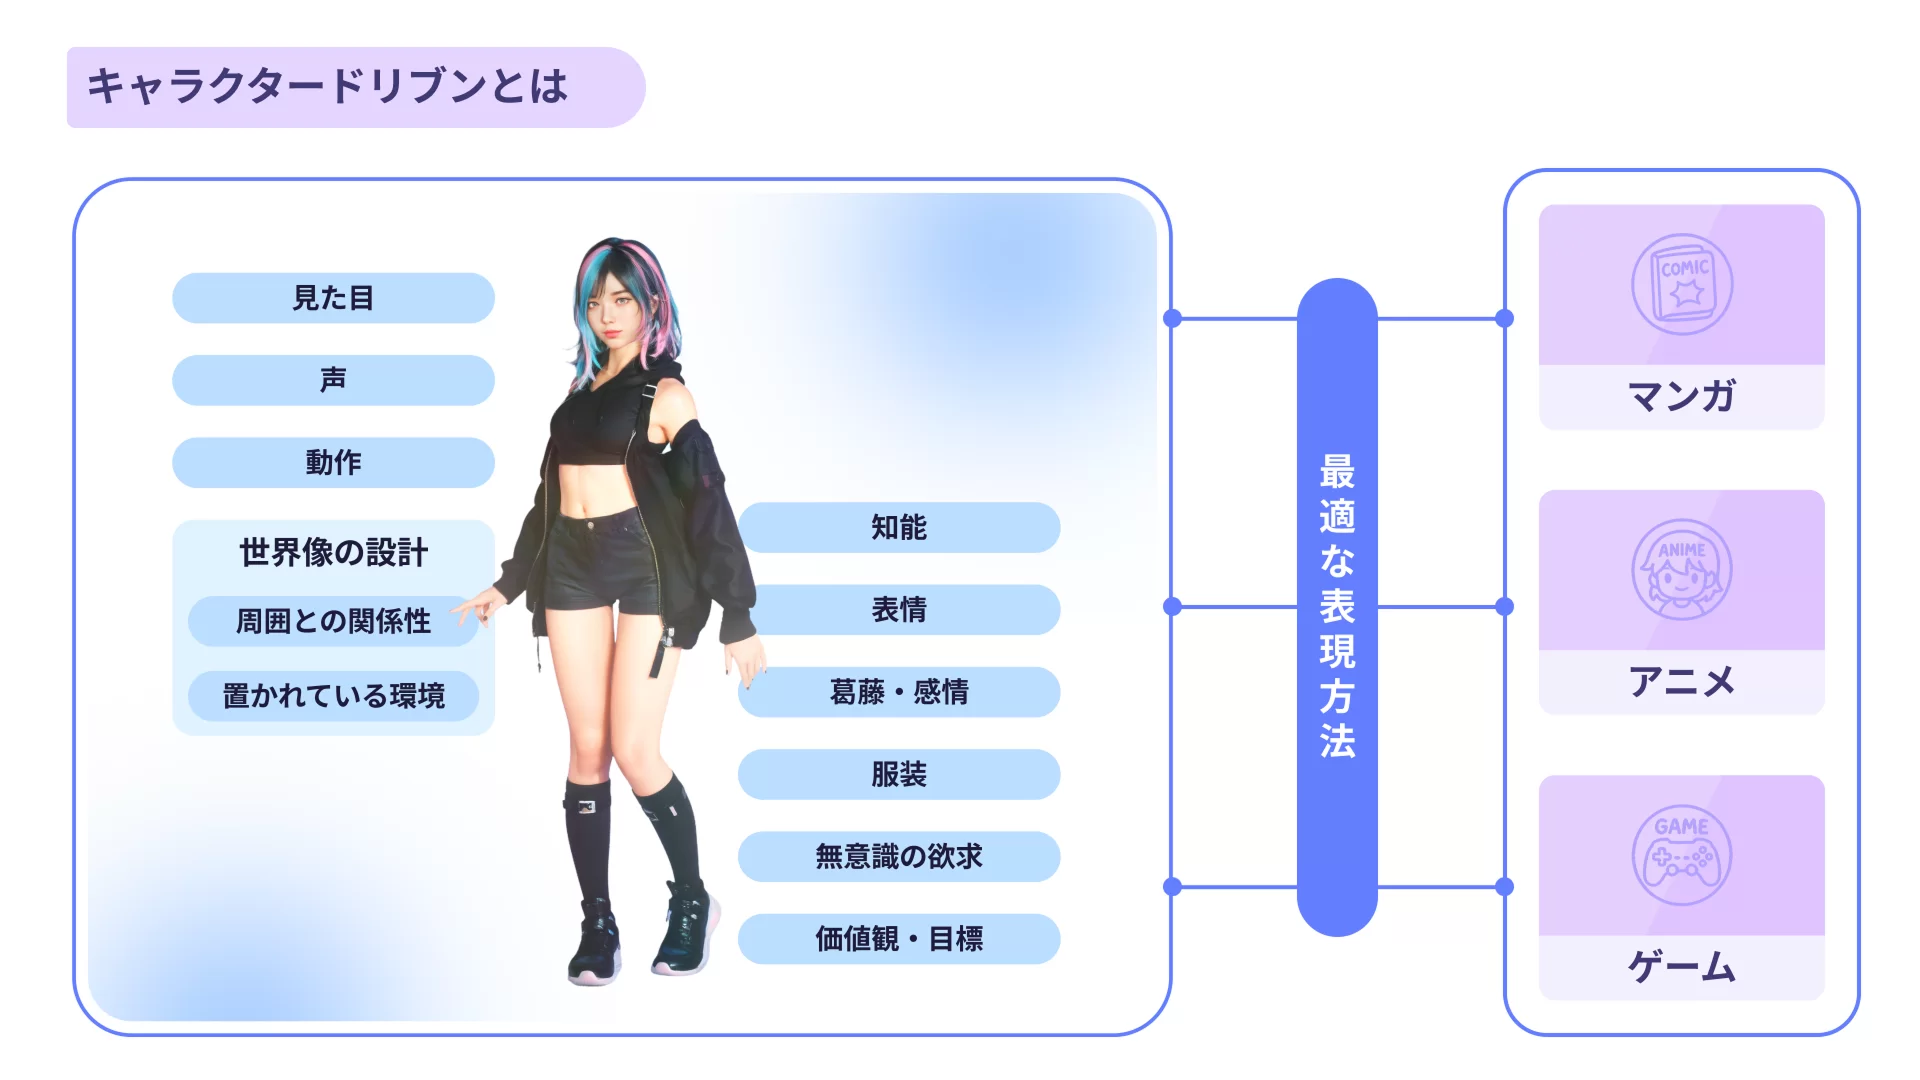 キャラクタードリブンとは
見た目
声
動作
世界像の設計
周囲との関係性
置かれている環境
知能
表情
葛藤・感情
服装
無意識の欲求
価値観・目標
最適な表現方法
COMIC
マンガ
ANIME
アニメ
GAME
ゲーム